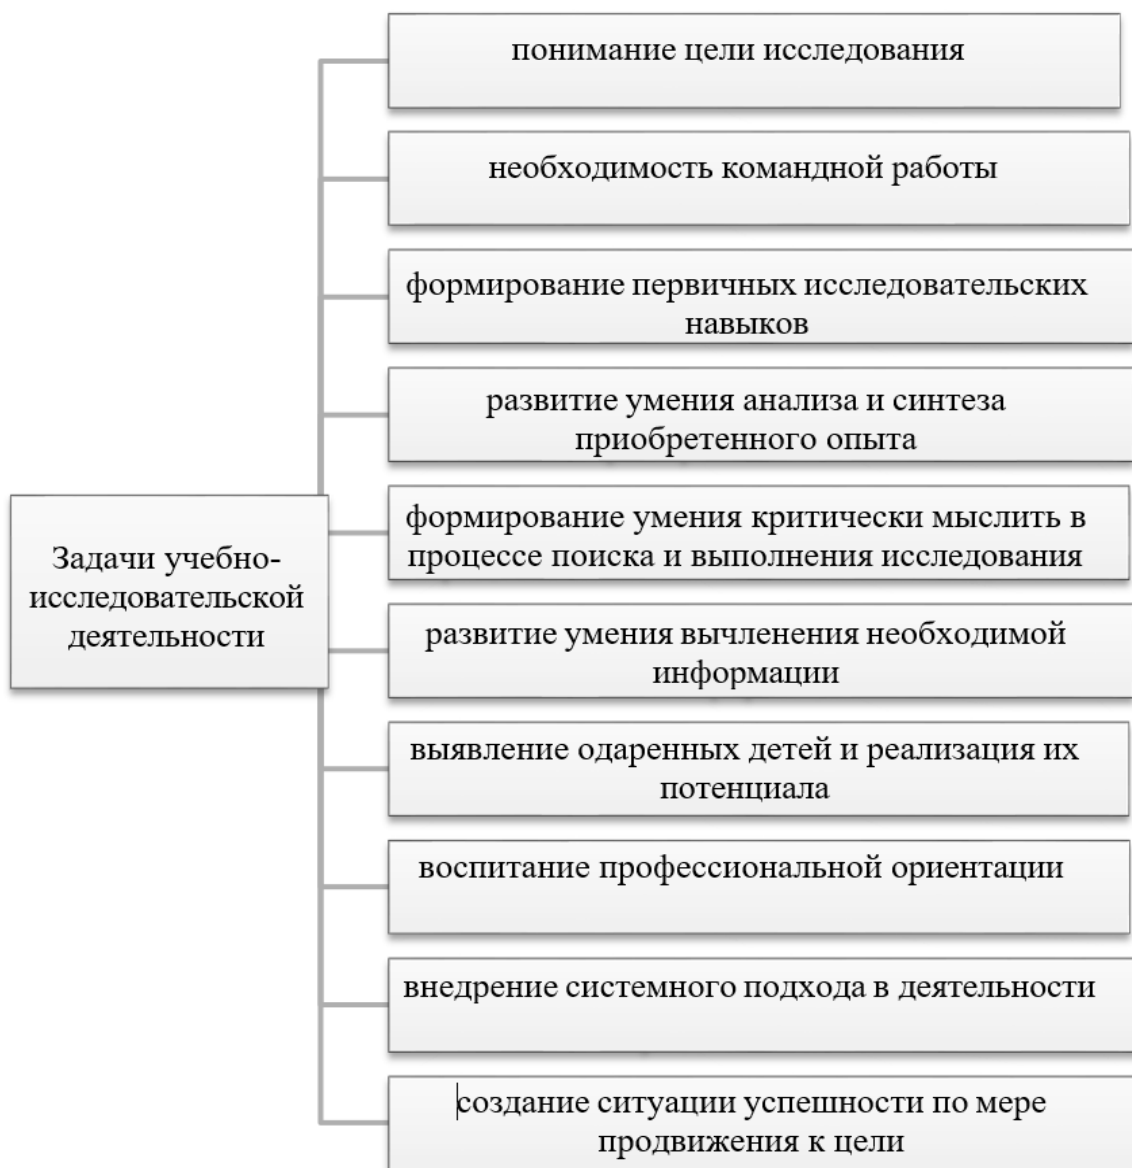 понимание цели исследования
необходимость командной работы
формирование первичных исследовательских
навыков
развитие умения анализа и синтеза
приобретенного опыта
Задачи учебно-
исследовательской
деятельности
формирование умения критически мыслить в
процессе поиска и выполнения исследования
развитие умения вычленения необходимой
информации
выявление одаренных детей и реализация их
потенциала
воспитание профессиональной ориентации
внедрение системного подхода в деятельности
создание ситуации успешности по мере
продвижения к цели